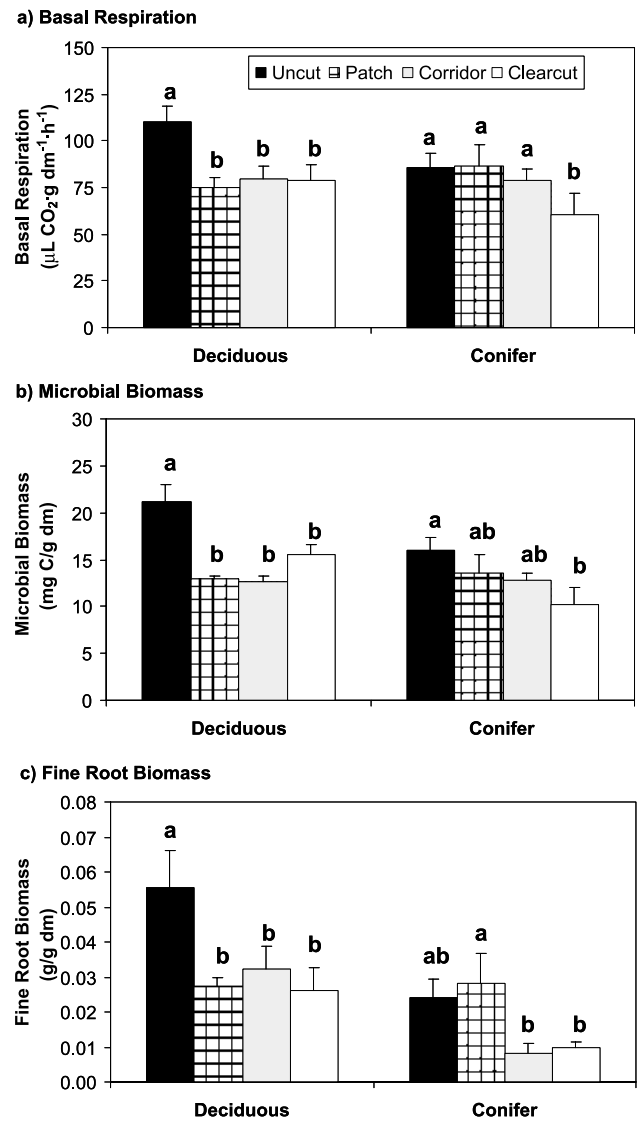 a) Basal Respiration
Basal Respiration
(μL CO₂·g dm⁻¹·h⁻¹)
150
125
100
75
50
25
0
Uncut Patch Corridor Clearcut
a
b
b
b
a
a
a
b
Deciduous
Conifer
b) Microbial Biomass
Microbial Biomass
(mg C/g dm)
30
25
20
15
10
5
0
a
b
b
b
a
ab
ab
b
Deciduous
Conifer
c) Fine Root Biomass
Fine Root Biomass
(g/g dm)
0.08
0.07
0.06
0.05
0.04
0.03
0.02
0.01
0.00
a
b
b
b
ab
a
b
b
Deciduous
Conifer